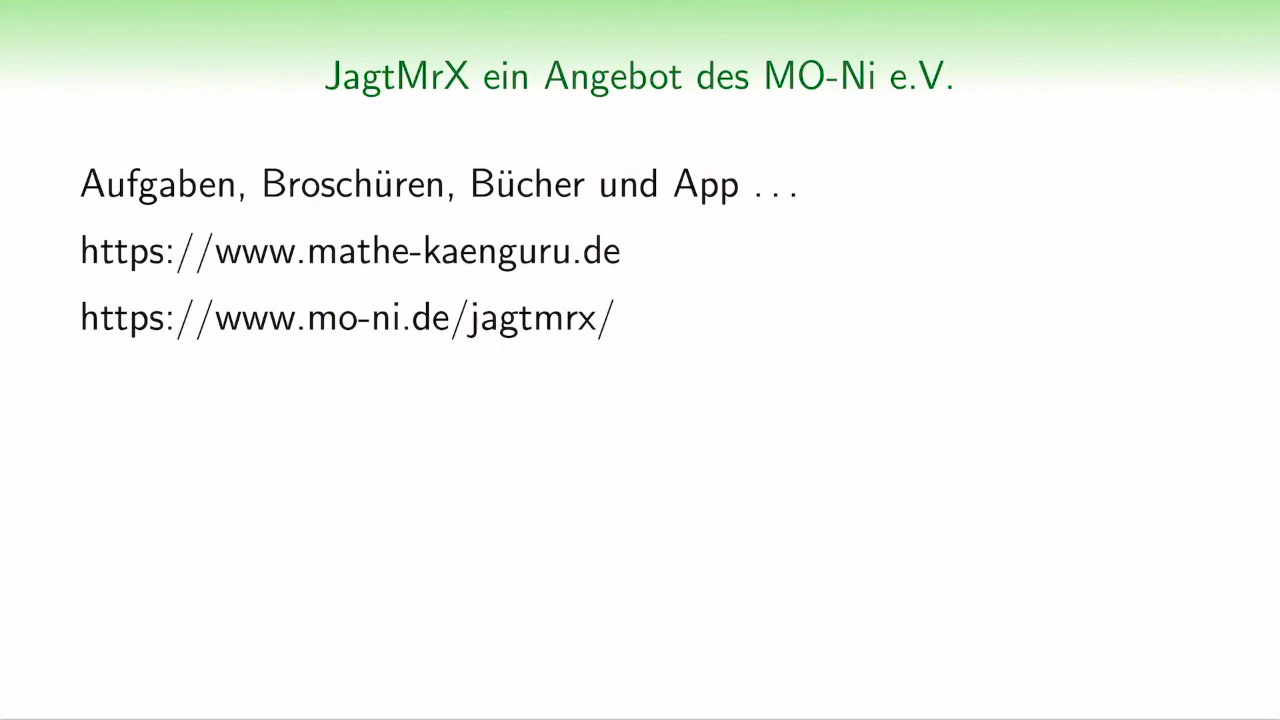 JagtMrX ein Angebot des MO-Ni e.V.
Aufgaben, Broschüren, Bücher und App . . .
https://www.mathe-kaenguru.de
https://www.mo-ni.de/jagtmrx/